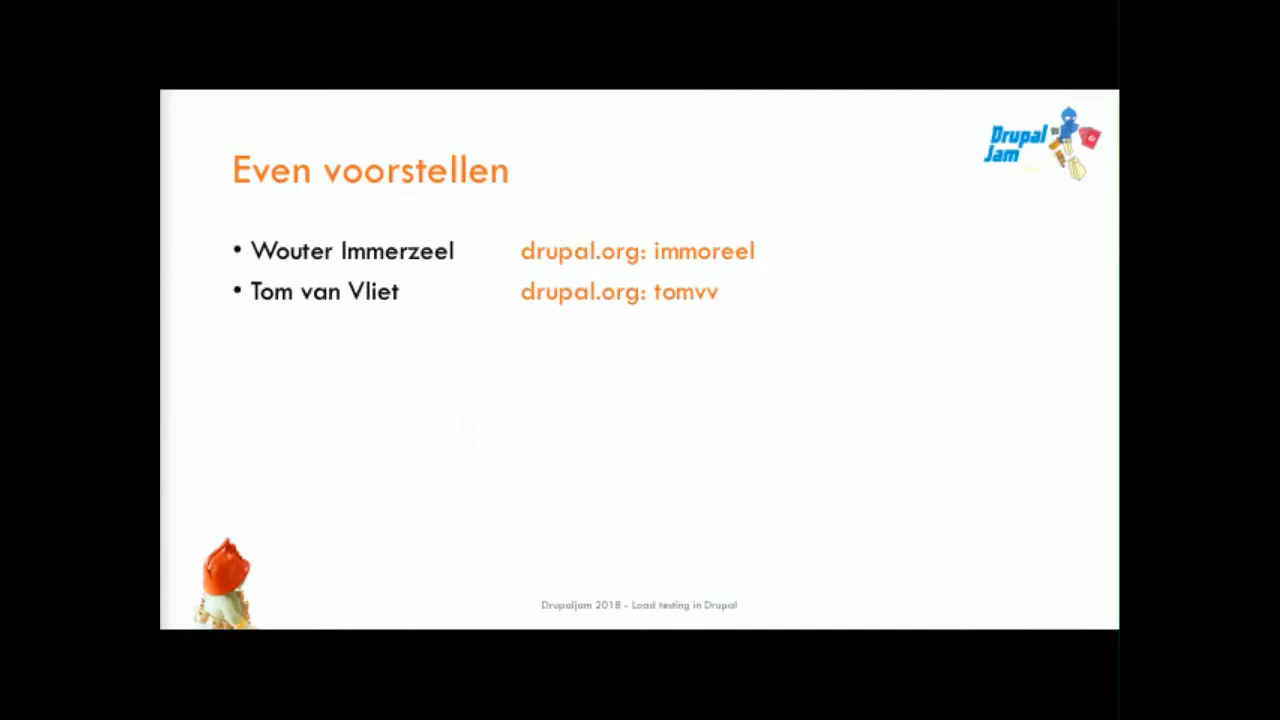 Drupal
Jam
Even voorstellen
• Wouter Immerzeel drupal.org: immoreel
• Tom van Vliet drupal.org: tomvv
Drupaljam 2018 - Load testing in Drupal